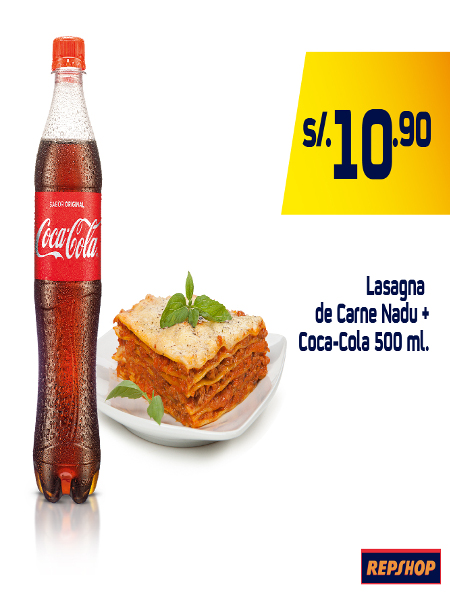 SABOR ORIGINAL
Coca-Cola
s/.10.90
Lasagna
de Carne Nadu +
Coca-Cola 500 ml.
REPSHOP